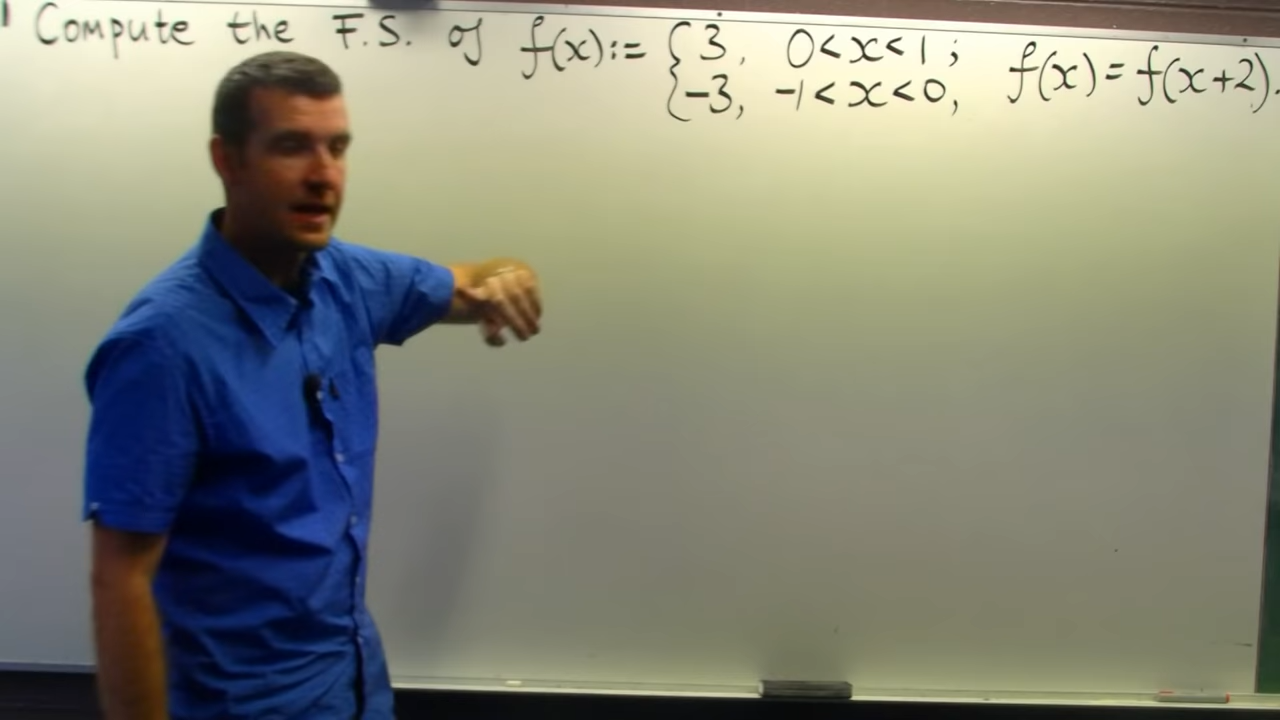 Compute the F.S. of f(x):= { 3, 0<x<1; f(x)=f(x+2).
{ -3, -1<x<0,